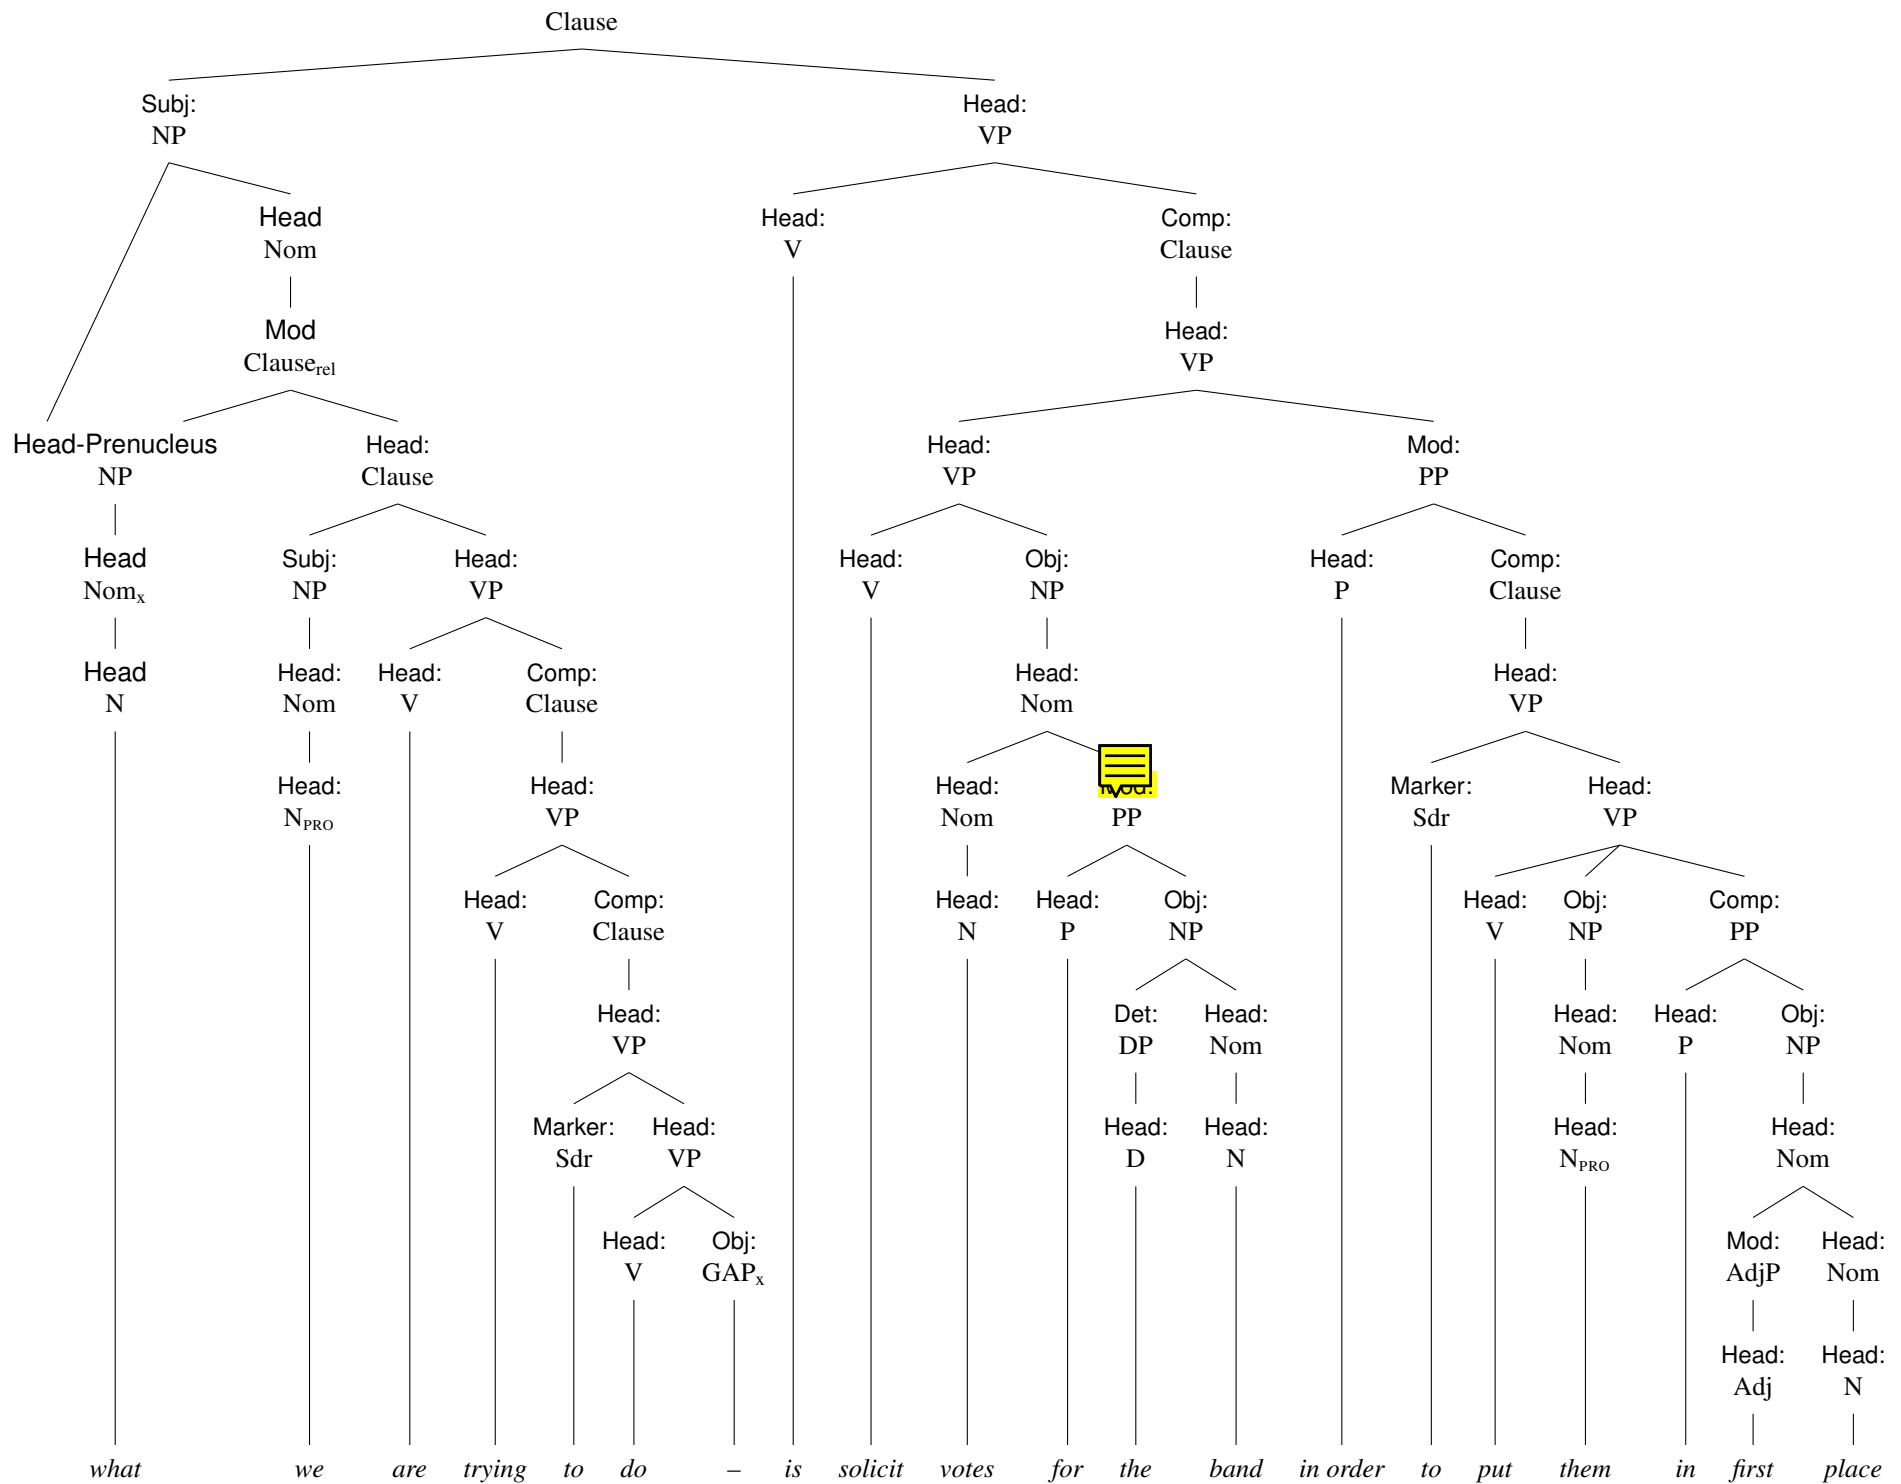 Clause
Subj: Head:
NP VP
Head Head: Comp:
Nom V Clause
Mod Head:
Clauserel VP
Head-Prenucleus Head: Head: Mod:
NP Clause VP PP
Head Subj: Head: Head: Obj: Head: Comp:
Nomx NP VP V NP P Clause
Head Head: Head: Comp: Head: Head:
N Nom V Clause Nom VP
Head: Head: Head: Mod: Marker: Head:
NPRO VP Nom PP Sdr VP
Head: Comp: Head: Head: Obj: Head: Obj: Comp:
V Clause N P NP V NP PP
Head: Det: Head: Head: Head: Obj:
VP DP Nom Nom P NP
Marker: Head: Head: Head: Head: Head:
Sdr VP D N NPRO Nom
Head: Obj: Mod: Head:
V GAPx AdjP Nom
Head: Head:
Adj N
what we are trying to do – is solicit votes for the band in order to put them in first place